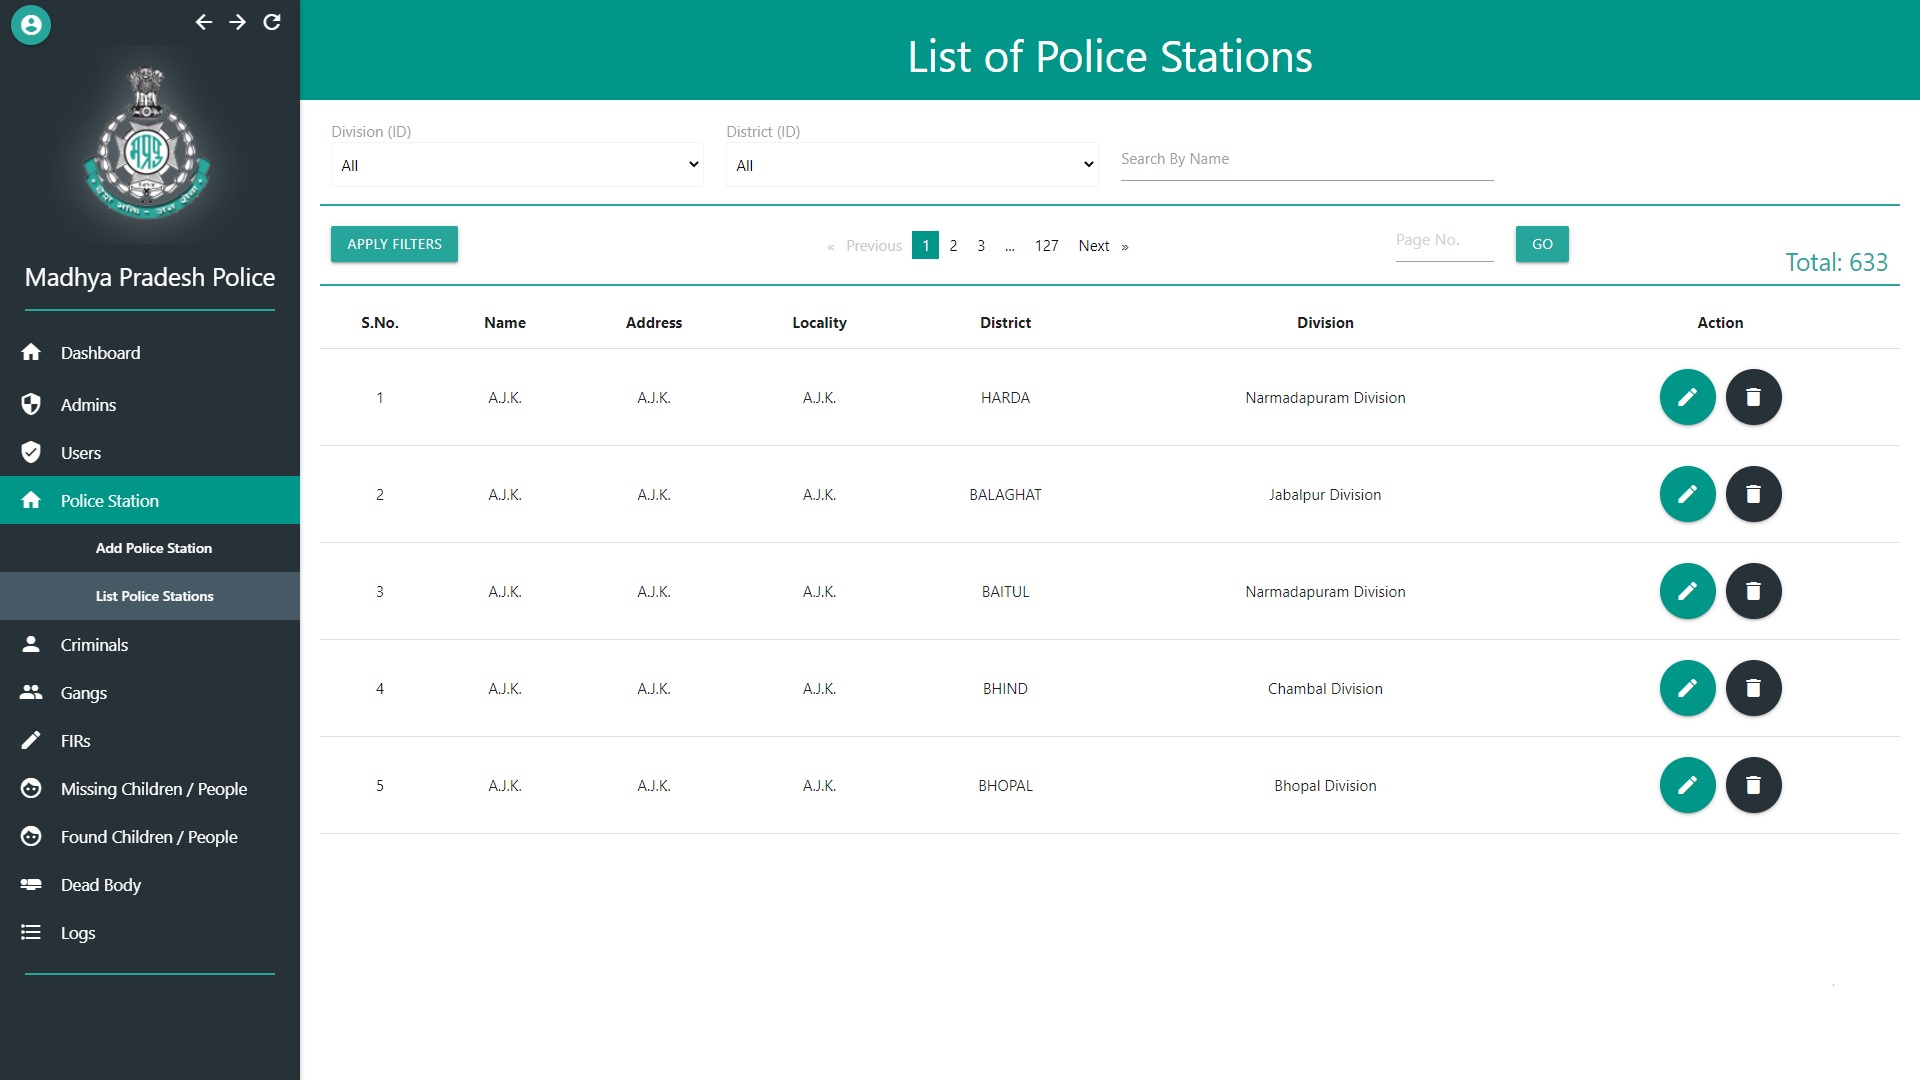 List of Police Stations
Madhya Pradesh Police
Dashboard
Admins
Users
Police Station
Add Police Station
List Police Stations
Criminals
Gangs
FIRs
Missing Children / People
Found Children / People
Dead Body
Logs
Division (ID) District (ID)
All All Search By Name
APPLY FILTERS « Previous 1 2 3 ... 127 Next » Page No. GO Total: 633
S.No. Name Address Locality District Division Action
1 A.J.K. A.J.K. A.J.K. HARDA Narmadapuram Division
2 A.J.K. A.J.K. A.J.K. BALAGHAT Jabalpur Division
3 A.J.K. A.J.K. A.J.K. BAITUL Narmadapuram Division
4 A.J.K. A.J.K. A.J.K. BHIND Chambal Division
5 A.J.K. A.J.K. A.J.K. BHOPAL Bhopal Division